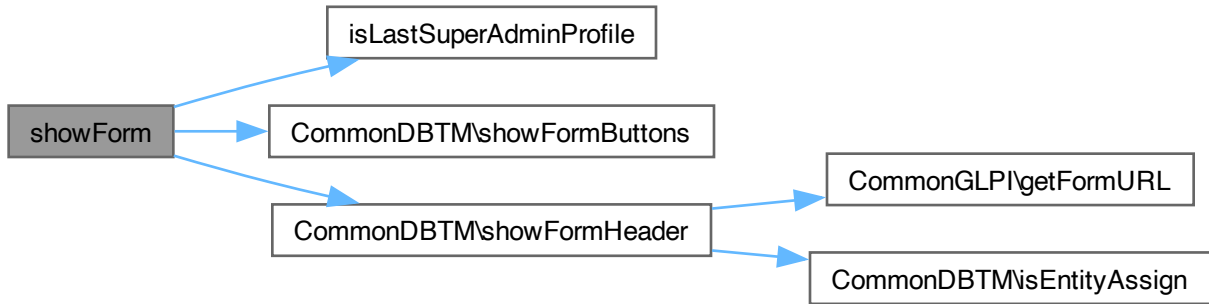 isLastSuperAdminProfile
showForm
CommonDBTM\showFormButtons
CommonGLPI\getFormURL
CommonDBTM\showFormHeader
CommonDBTM\isEntityAssign